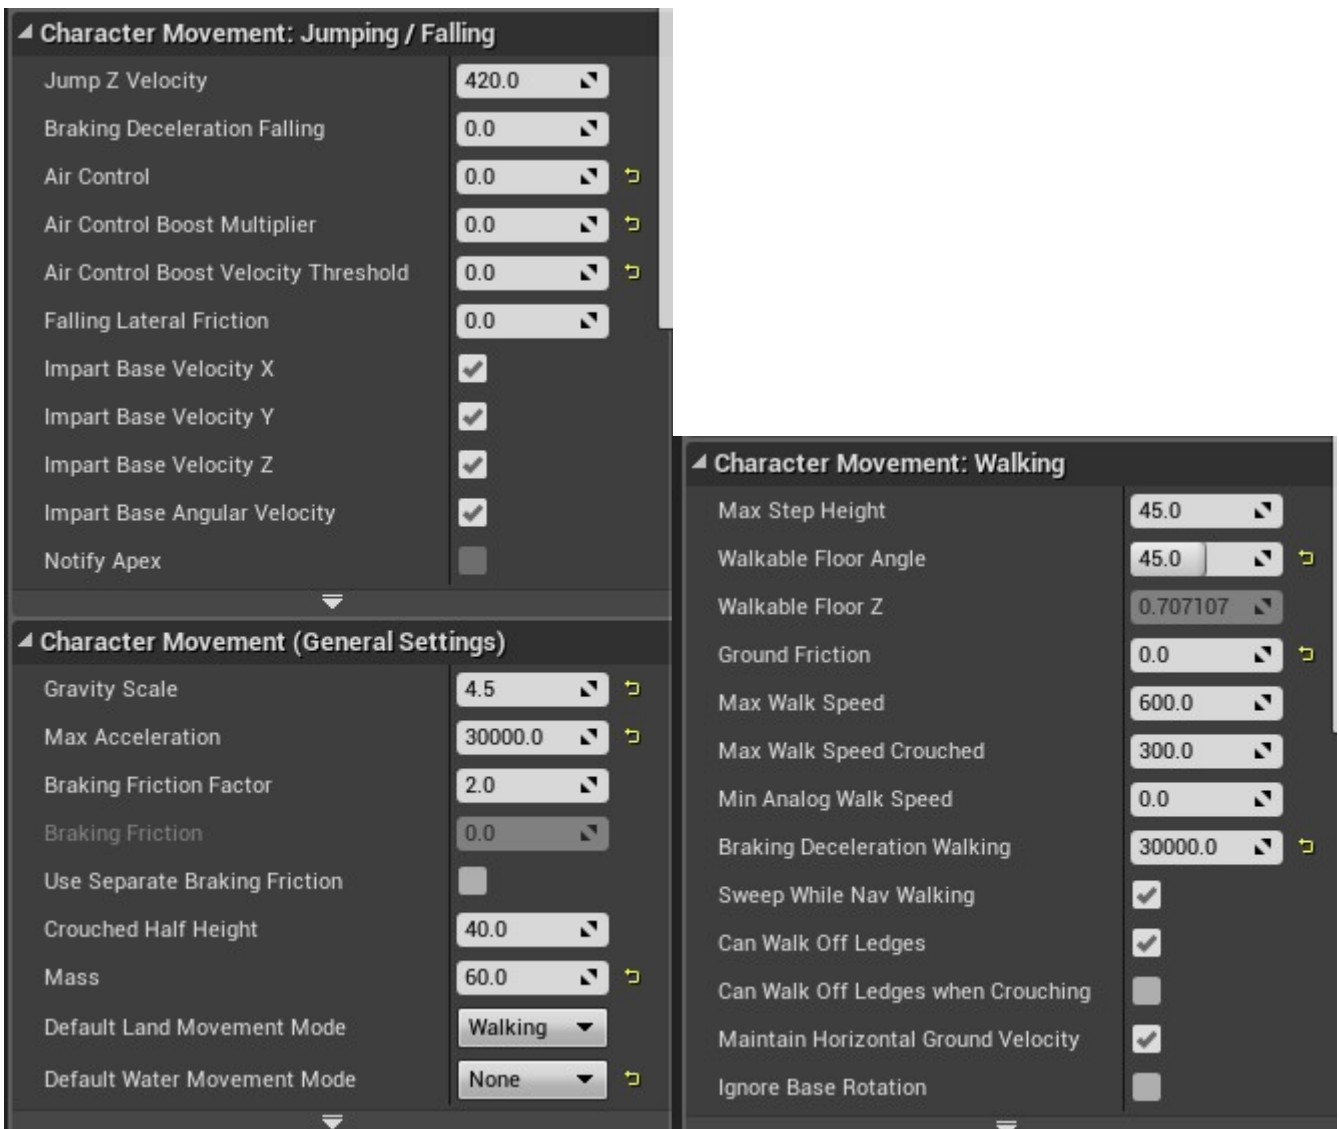 Character Movement: Jumping / Falling
Jump Z Velocity 420.0
Braking Deceleration Falling 0.0
Air Control 0.0
Air Control Boost Multiplier 0.0
Air Control Boost Velocity Threshold 0.0
Falling Lateral Friction 0.0
Impart Base Velocity X
Impart Base Velocity Y
Impart Base Velocity Z
Impart Base Angular Velocity
Notify Apex
Character Movement (General Settings)
Gravity Scale 4.5
Max Acceleration 30000.0
Braking Friction Factor 2.0
Braking Friction 0.0
Use Separate Braking Friction
Crouched Half Height 40.0
Mass 60.0
Default Land Movement Mode Walking
Default Water Movement Mode None
Character Movement: Walking
Max Step Height 45.0
Walkable Floor Angle 45.0
Walkable Floor Z 0.707107
Ground Friction 0.0
Max Walk Speed 600.0
Max Walk Speed Crouched 300.0
Min Analog Walk Speed 0.0
Braking Deceleration Walking 30000.0
Sweep While Nav Walking
Can Walk Off Ledges
Can Walk Off Ledges when Crouching
Maintain Horizontal Ground Velocity
Ignore Base Rotation